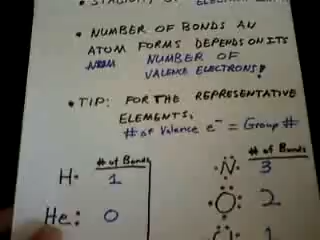 • NUMBER OF BONDS AN
ATOM FORMS DEPENDS ON ITS
NUMBER OF
VALENCE ELECTRONS!
• TIP: FOR THE REPRESENTATIVE
ELEMENTS,
# of Valence e⁻ = Group #
# of Bonds
H· 1
He: 0
# of Bonds
N 3
O 2
1